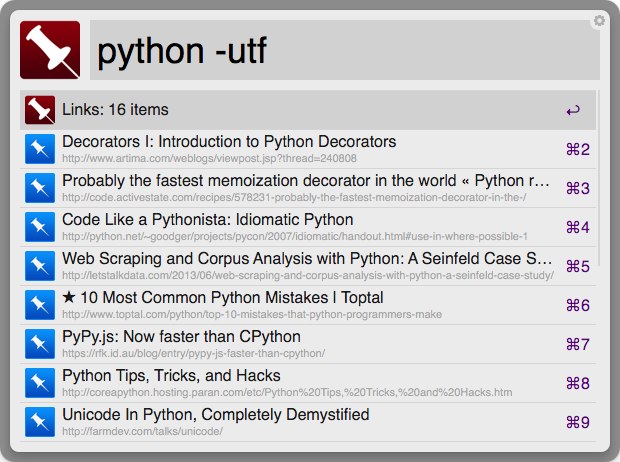 python -utf
Links: 16 items ↩
Decorators I: Introduction to Python Decorators ⌘2
http://www.artima.com/weblogs/viewpost.jsp?thread=240808
Probably the fastest memoization decorator in the world « Python r… ⌘3
http://code.activestate.com/recipes/578231-probably-the-fastest-memoization-decorator-in-the-/
Code Like a Pythonista: Idiomatic Python ⌘4
http://python.net/~goodger/projects/pycon/2007/idiomatic/handout.html#use-in-where-possible-1
Web Scraping and Corpus Analysis with Python: A Seinfeld Case S… ⌘5
http://letstalkdata.com/2013/06/web-scraping-and-corpus-analysis-with-python-a-seinfeld-case-study/
★ 10 Most Common Python Mistakes | Toptal ⌘6
http://www.toptal.com/python/top-10-mistakes-that-python-programmers-make
PyPy.js: Now faster than CPython ⌘7
https://rfk.id.au/blog/entry/pypy-js-faster-than-cpython/
Python Tips, Tricks, and Hacks ⌘8
http://coreapython.hosting.paran.com/etc/Python%20Tips,%20Tricks,%20and%20Hacks.htm
Unicode In Python, Completely Demystified ⌘9
http://farmdev.com/talks/unicode/